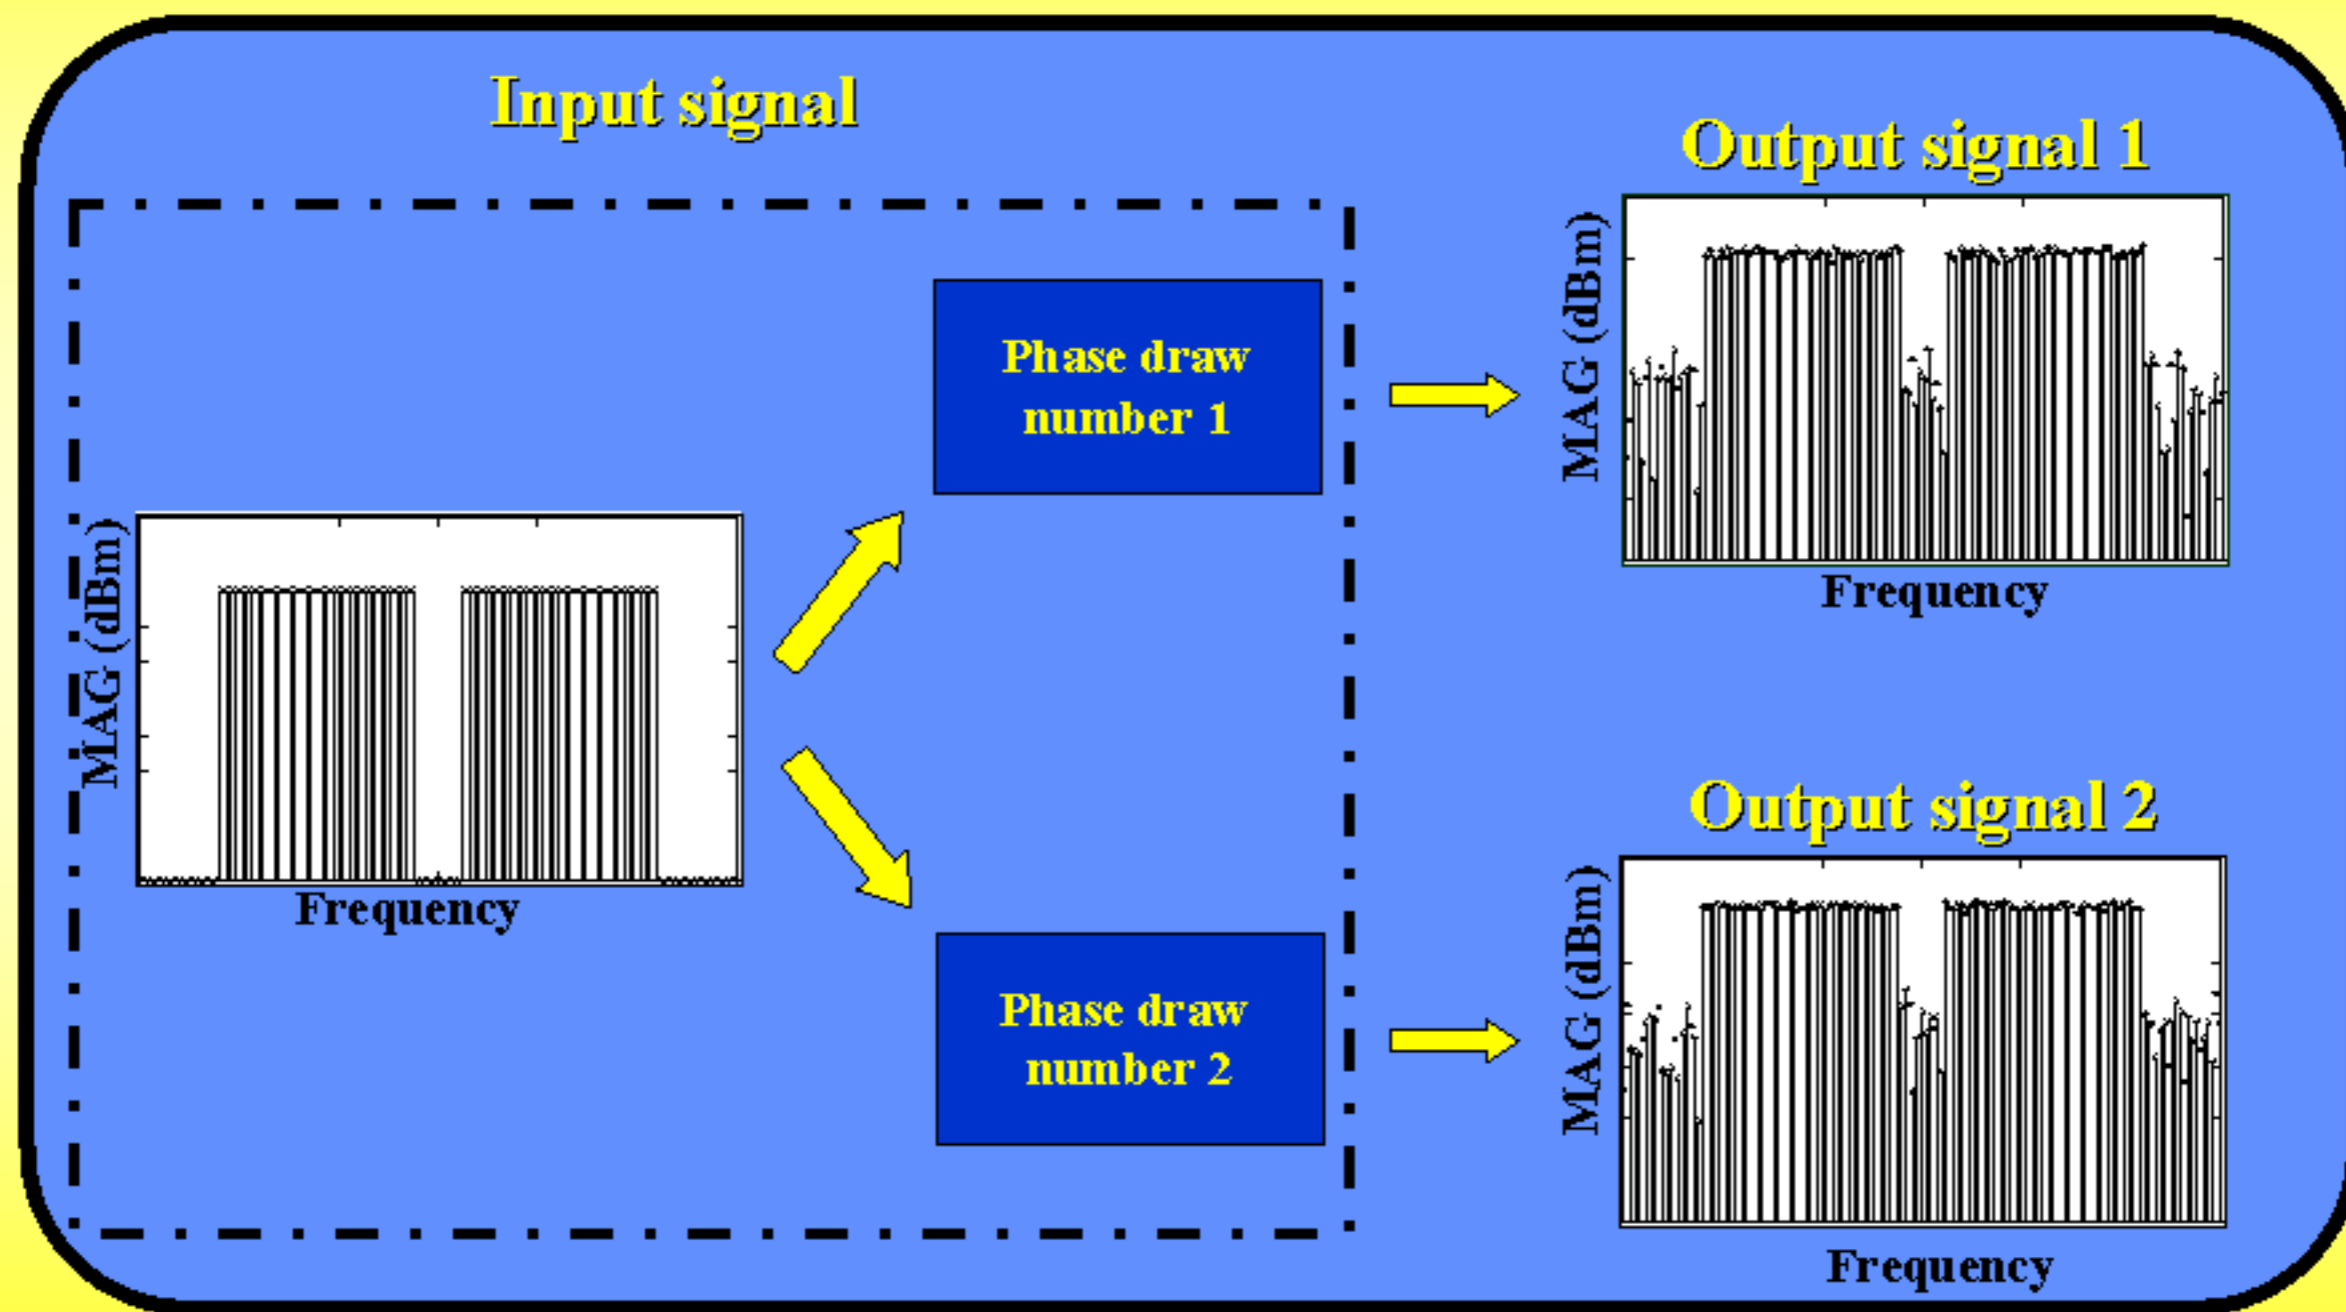 Input signal
Output signal 1
MAG (dBm)
Frequency
Phase draw
number 1
MAG (dBm)
Frequency
Phase draw
number 2
Output signal 2
MAG (dBm)
Frequency